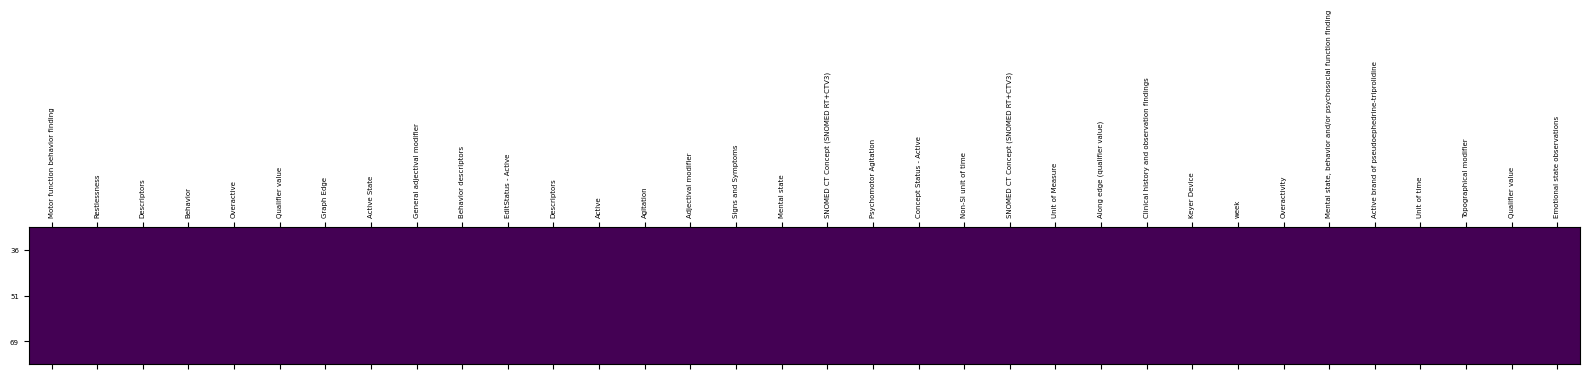 Motor function behavior finding
Restlessness
Descriptors
Behavior
Overactive
Qualifier value
Graph Edge
Active State
General adjectival modifier
Behavior descriptors
EditStatus - Active
Descriptors
Active
Agitation
Adjectival modifier
Signs and Symptoms
Mental state
SNOMED CT Concept (SNOMED RT+CTV3)
Psychomotor Agitation
Concept Status - Active
Non-SI unit of time
SNOMED CT Concept (SNOMED RT+CTV3)
Unit of Measure
Along edge (qualifier value)
Clinical history and observation findings
Keyer Device
week
Overactivity
Mental state, behavior and/or psychosocial function finding
Active brand of pseudoephedrine-triprolidine
Unit of time
Topographical modifier
Qualifier value
Emotional state observations
36
51
69